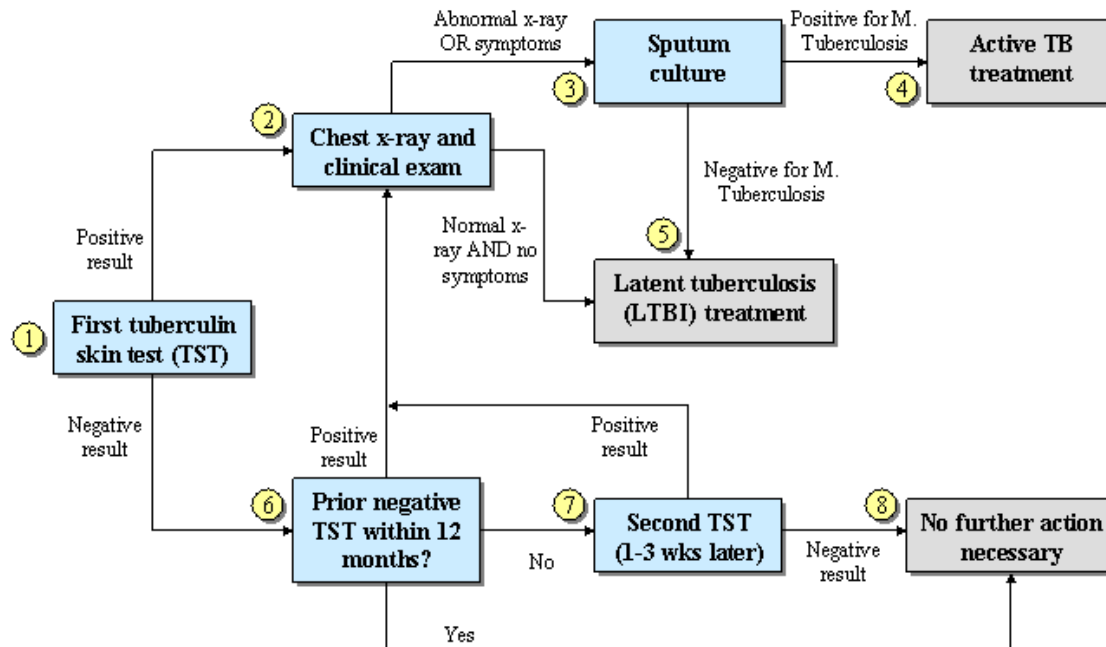 Abnormal x-ray
OR symptoms
Sputum
culture
3
Positive for M.
Tuberculosis
Active TB
treatment
4
2
Chest x-ray and
clinical exam
Negative for M.
Tuberculosis
Normal x-
ray AND no
symptoms
5
Latent tuberculosis
(LTBI) treatment
Positive
result
1
First tuberculin
skin test (TST)
Negative
result
Positive
result
Positive
result
6
Prior negative
TST within 12
months?
No
7
Second TST
(1-3 wks later)
Negative
result
8
No further action
necessary
Yes